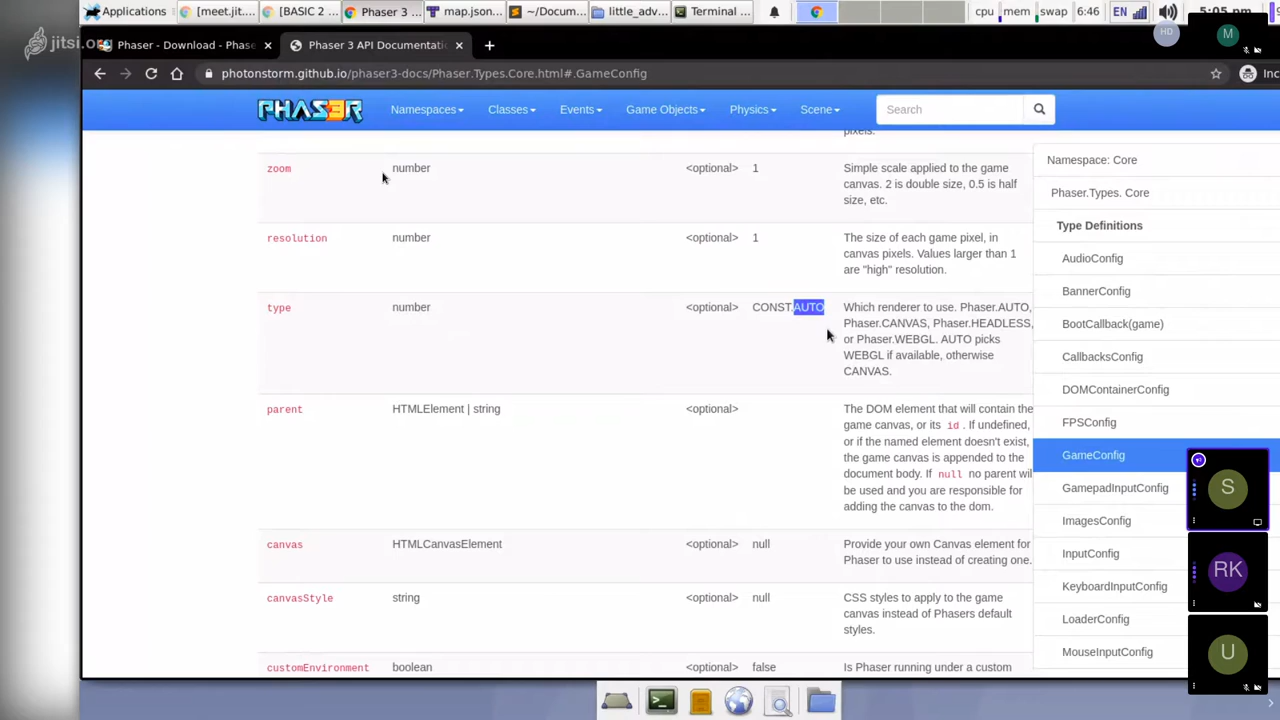 Applications
[meet.jit...
[BASIC 2 ...
Phaser 3 ...
map.json...
~/Docum...
little_adv...
Terminal ...
cpu
mem
swap
6:46
EN
5:05 PM
jitsi.org
Phaser - Download - Phase
Phaser 3 API Documentati
HD
M
photonstorm.github.io/phaser3-docs/Phaser.Types.Core.html#.GameConfig
Inc
PHASER
Namespaces
Classes
Events
Game Objects
Physics
Scene
Search
pixels.
zoom
number
<optional>
1
Simple scale applied to the game
canvas. 2 is double size, 0.5 is half
size, etc.
resolution
number
<optional>
1
The size of each game pixel, in
canvas pixels. Values larger than 1
are "high" resolution.
type
number
<optional>
CONST.AUTO
Which renderer to use. Phaser.AUTO,
Phaser.CANVAS, Phaser.HEADLESS,
or Phaser.WEBGL. AUTO picks
WEBGL if available, otherwise
CANVAS.
parent
HTMLElement | string
<optional>
The DOM element that will contain the
game canvas, or its id . If undefined,
or if the named element doesn't exist,
the game canvas is appended to the
document body. If null no parent wil
be used and you are responsible for
adding the canvas to the dom.
canvas
HTMLCanvasElement
<optional>
null
Provide your own Canvas element for
Phaser to use instead of creating one.
canvasStyle
string
<optional>
null
CSS styles to apply to the game
canvas instead of Phasers default
styles.
customEnvironment
boolean
<optional>
false
Is Phaser running under a custom
Namespace: Core
Phaser.Types. Core
Type Definitions
AudioConfig
BannerConfig
BootCallback(game)
CallbacksConfig
DOMContainerConfig
FPSConfig
GameConfig
GamepadInputConfig
ImagesConfig
InputConfig
KeyboardInputConfig
LoaderConfig
MouseInputConfig
S
RK
U